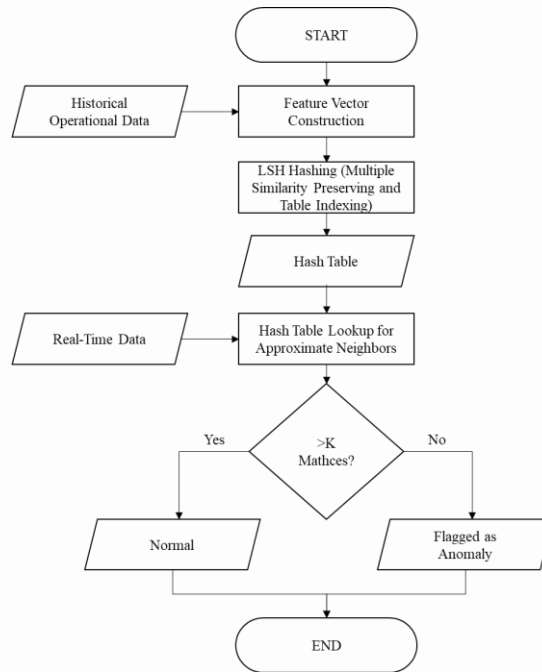 START
Historical
Operational Data
Feature Vector
Construction
LSH Hashing (Multiple
Similarity Preserving and
Table Indexing)
Hash Table
Real-Time Data
Hash Table Lookup for
Approximate Neighbors
Yes
>K
Mathces?
No
Normal
Flagged as
Anomaly
END